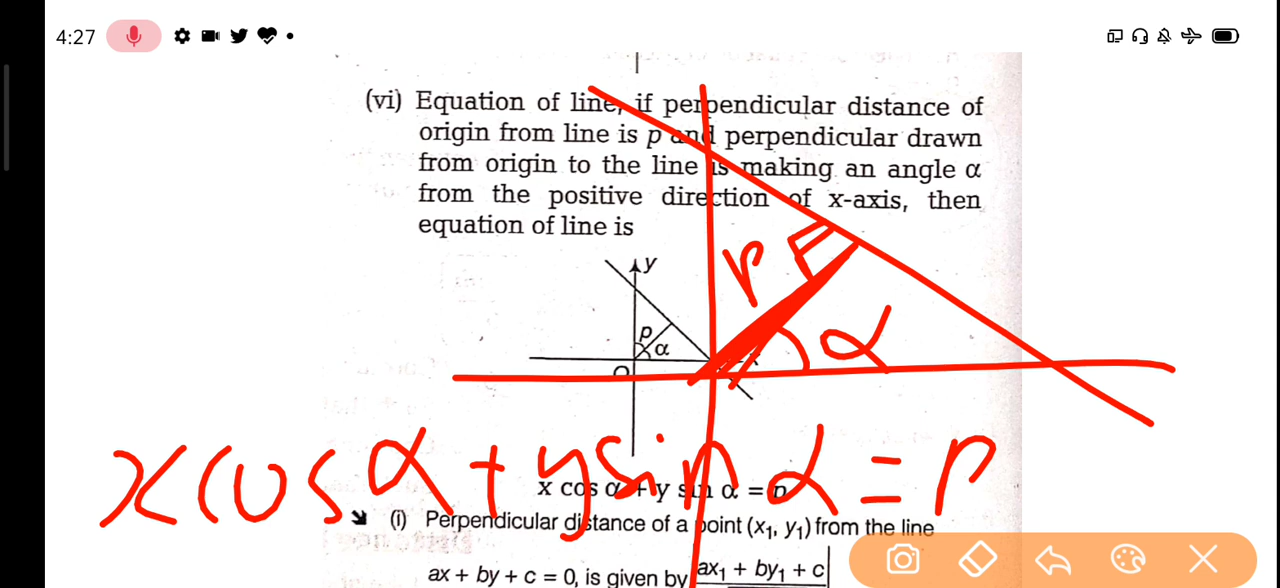 4:27
(vi) Equation of line, if perpendicular distance of
origin from line is p and perpendicular drawn
from origin to the line is making an angle α
from the positive direction of x-axis, then
equation of line is
y
p
α
x
O
p
α
x cos α + y sin α = p
x cos α + y sin α = p
(i) Perpendicular distance of a point (x₁, y₁) from the line
ax + by + c = 0, is given by |ax₁ + by₁ + c|